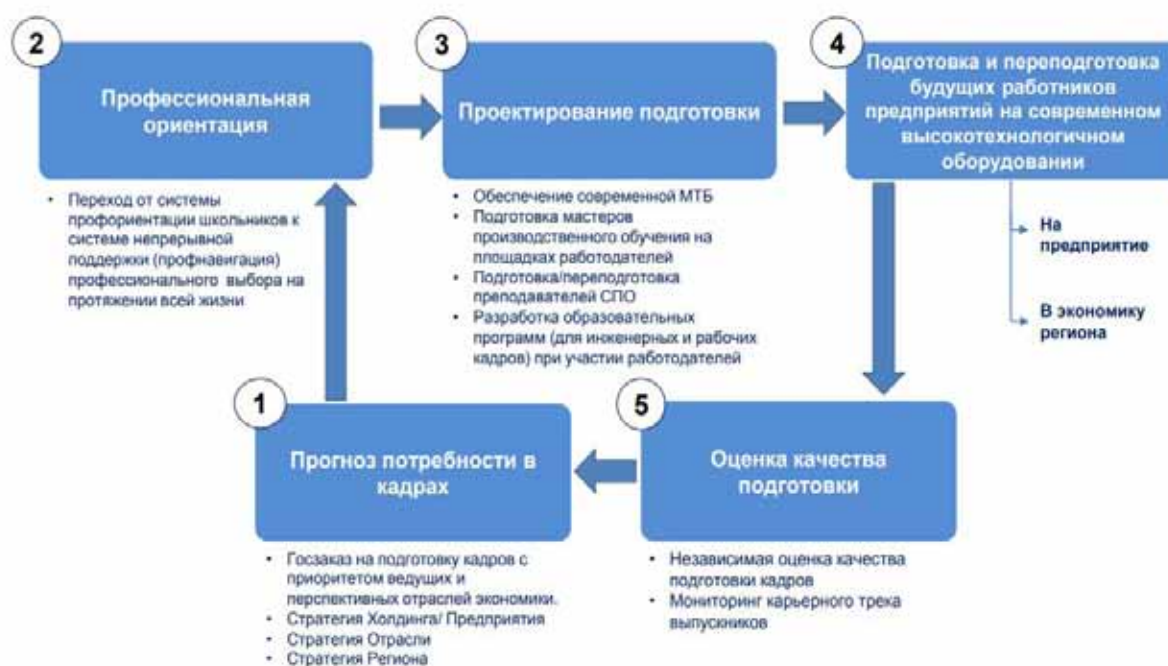 2
Профессиональная
ориентация
• Переход от системы
профориентации школьников к
системе непрерывной
поддержки (профнавигация)
профессионального выбора на
протяжении всей жизни
3
Проектирование подготовки
• Обеспечение современной МТБ
• Подготовка мастеров
производственного обучения на
площадках работодателей
• Подготовка/переподготовка
преподавателей СПО
• Разработка образовательных
программ (для инженерных и рабочих
кадров) при участии работодателей
4
Подготовка и переподготовка
будущих работников
предприятий на современном
высокотехнологичном
оборудовании
На
предприятие
В экономику
региона
1
Прогноз потребности в
кадрах
• Госзаказ на подготовку кадров с
приоритетом ведущих и
перспективных отраслей экономики.
• Стратегия Холдинга/ Предприятия
• Стратегия Отрасли
• Стратегия Региона
5
Оценка качества
подготовки
• Независимая оценка качества
подготовки кадров
• Мониторинг карьерного трека
выпускников